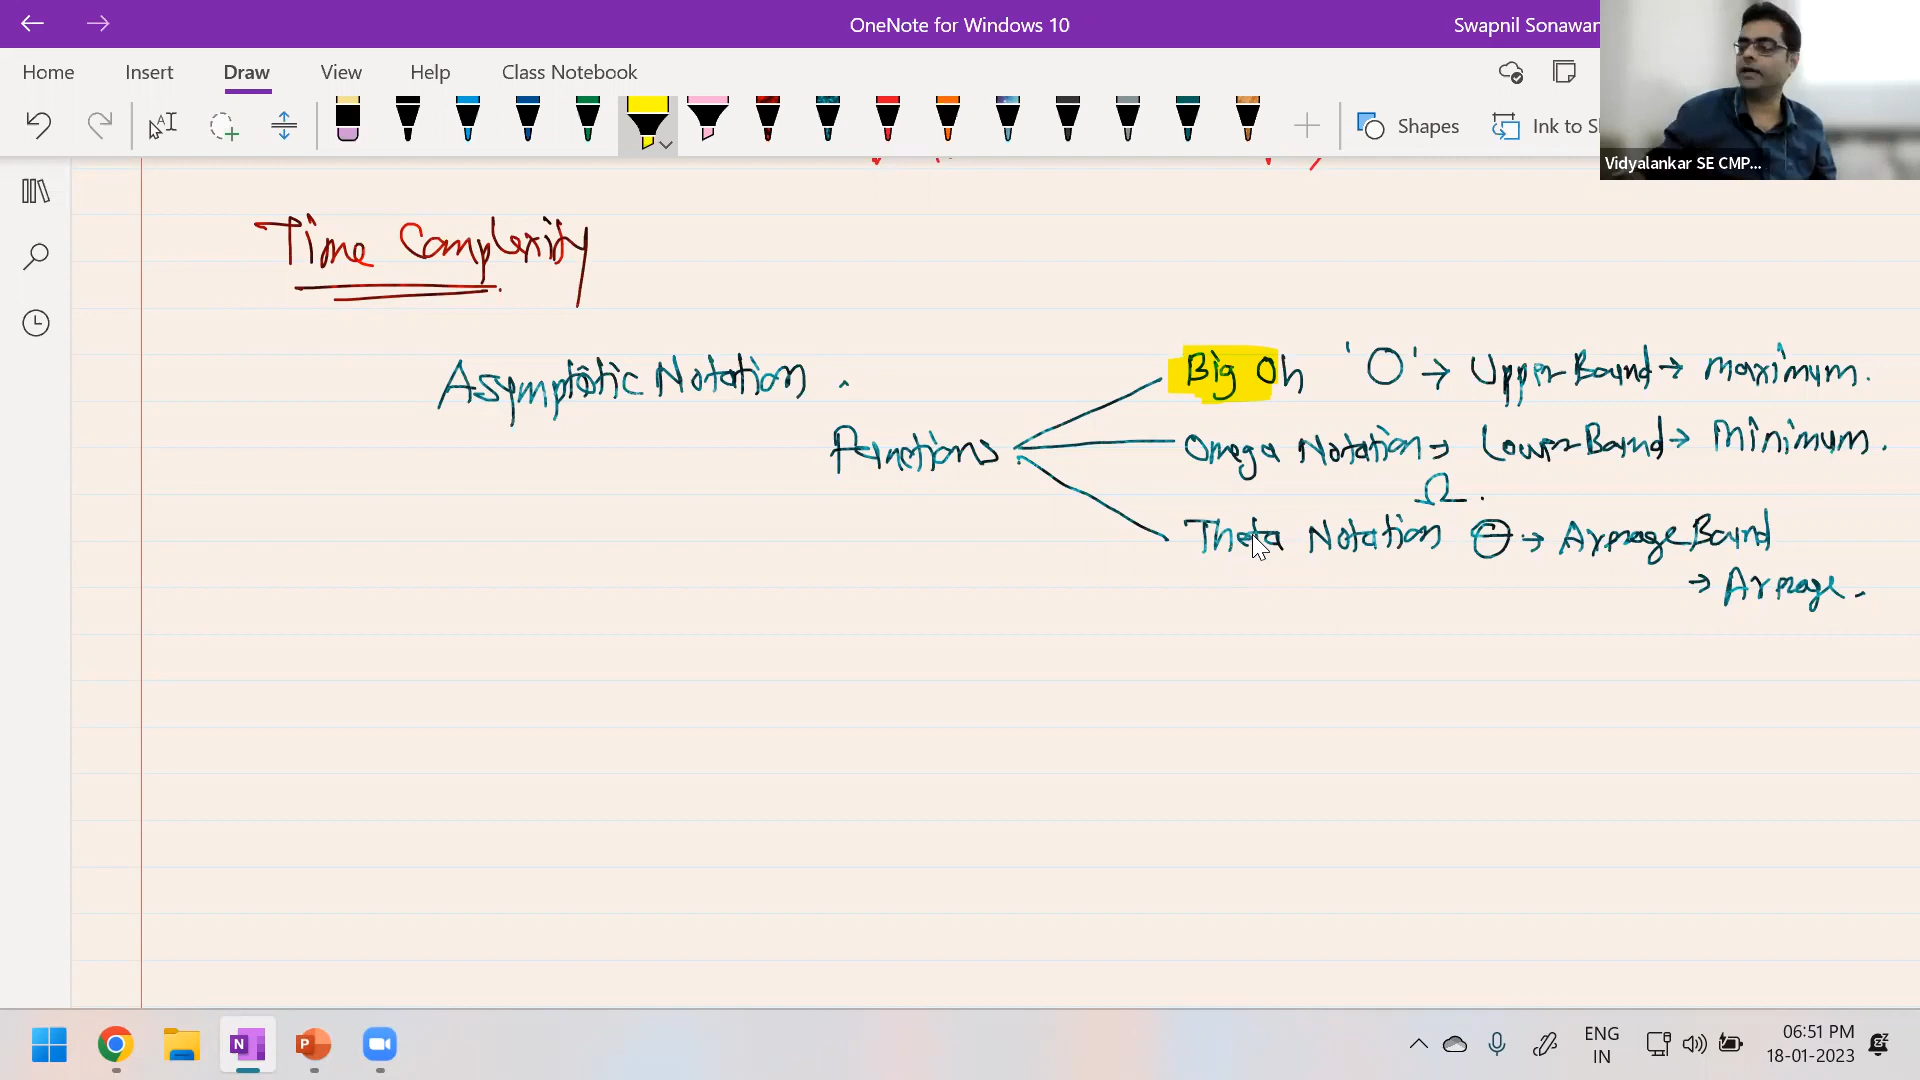 OneNote for Windows 10
Swapnil Sonawan
Home Insert Draw View Help Class Notebook
Shapes Ink to Sh
Vidyalankar SE CMP...
Time Complexity
Asymptotic Notation.
Functions
Big Oh 'O' → Upper Bound → Maximum.
Omega Notation → Lower Bound → Minimum.
Ω.
Theta Notation Θ → Average Bound
→ Average.
ENG
IN
06:51 PM
18-01-2023